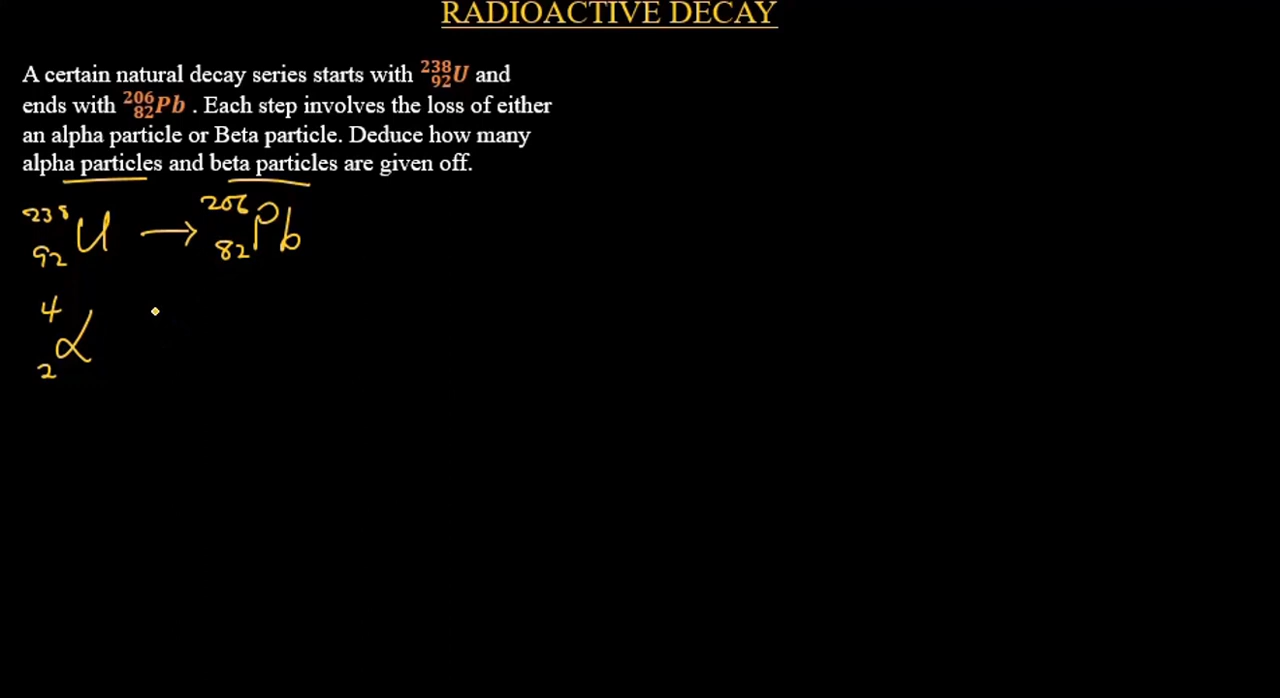 RADIOACTIVE DECAY
A certain natural decay series starts with ²³⁸₉₂U and
ends with ²⁰⁶₈₂Pb . Each step involves the loss of either
an alpha particle or Beta particle. Deduce how many
alpha particles and beta particles are given off.
²³⁸₉₂U → ²⁰⁶₈₂Pb
⁴₂α